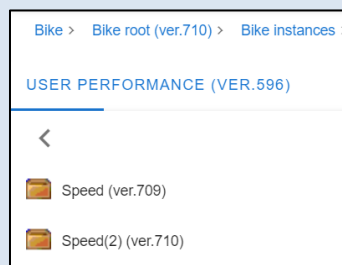 Bike > Bike root (ver.710) > Bike instances
USER PERFORMANCE (VER.596)
Speed (ver.709)
Speed(2) (ver.710)